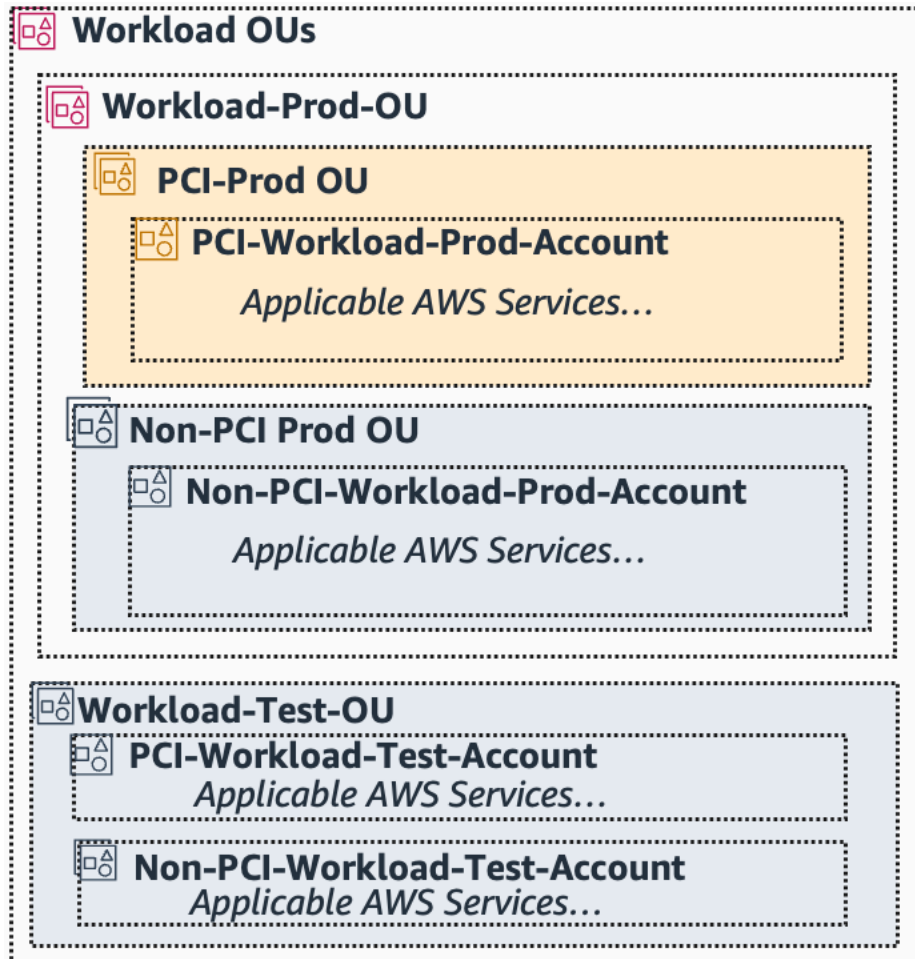 Workload OUs
Workload-Prod-OU
PCI-Prod OU
PCI-Workload-Prod-Account
Applicable AWS Services…
Non-PCI Prod OU
Non-PCI-Workload-Prod-Account
Applicable AWS Services…
Workload-Test-OU
PCI-Workload-Test-Account
Applicable AWS Services…
Non-PCI-Workload-Test-Account
Applicable AWS Services…